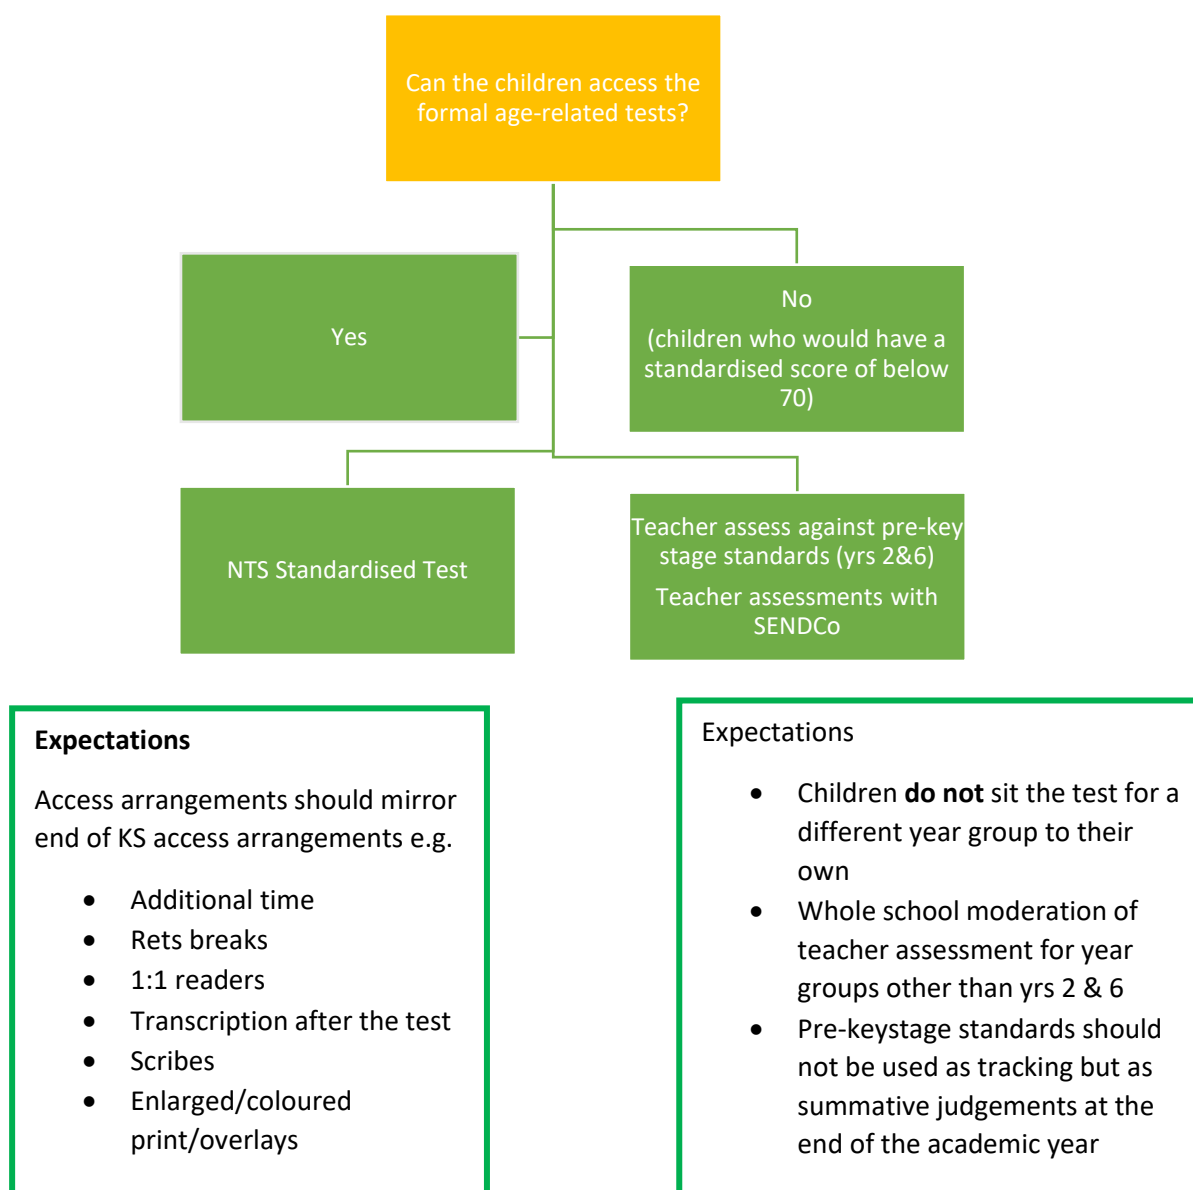 Can the children access the
formal age-related tests?
Yes
No
(children who would have a
standardised score of below
70)
NTS Standardised Test
Teacher assess against pre-key
stage standards (yrs 2&6)
Teacher assessments with
SENDCo
Expectations
Access arrangements should mirror
end of KS access arrangements e.g.
• Additional time
• Rets breaks
• 1:1 readers
• Transcription after the test
• Scribes
• Enlarged/coloured
print/overlays
Expectations
• Children do not sit the test for a
different year group to their
own
• Whole school moderation of
teacher assessment for year
groups other than yrs 2 & 6
• Pre-keystage standards should
not be used as tracking but as
summative judgements at the
end of the academic year